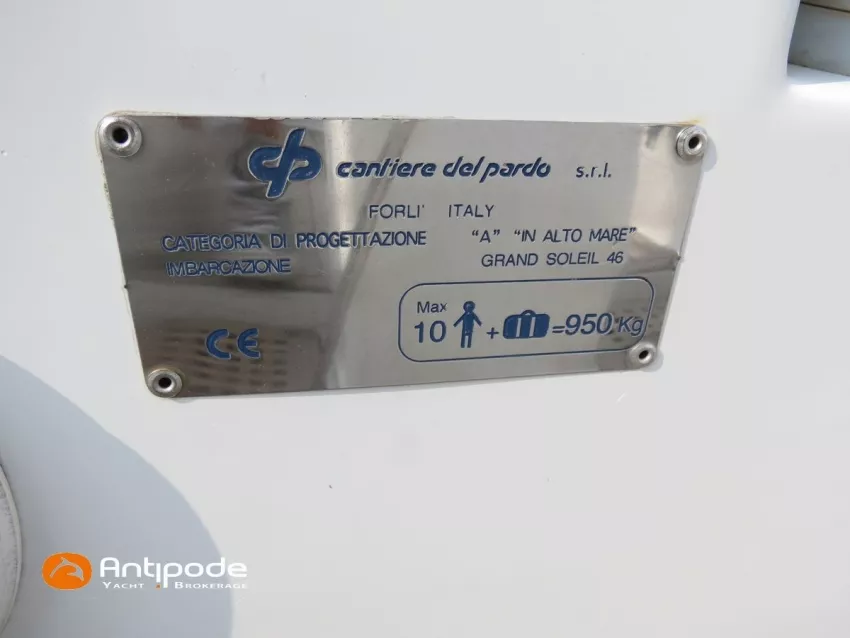 cantiere del pardo s.r.l.
FORLI' ITALY
CATEGORIA DI PROGETTAZIONE "A" "IN ALTO MARE"
IMBARCAZIONE GRAND SOLEIL 46
Max
10 + = 950 Kg
CE
Antipode
YACHT BROKERAGE